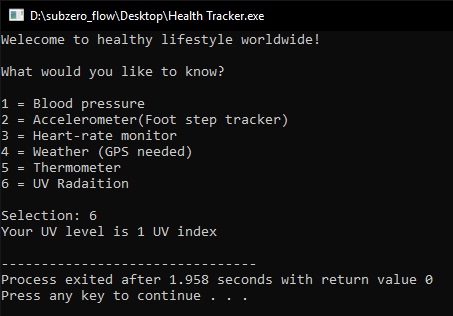 D:\subzero_flow\Desktop\Health Tracker.exe
Welecome to healthy lifestyle worldwide!
What would you like to know?
1 = Blood pressure
2 = Accelerometer(Foot step tracker)
3 = Heart-rate monitor
4 = Weather (GPS needed)
5 = Thermometer
6 = UV Radaition
Selection: 6
Your UV level is 1 UV index
--------------------------------
Process exited after 1.958 seconds with return value 0
Press any key to continue . . .